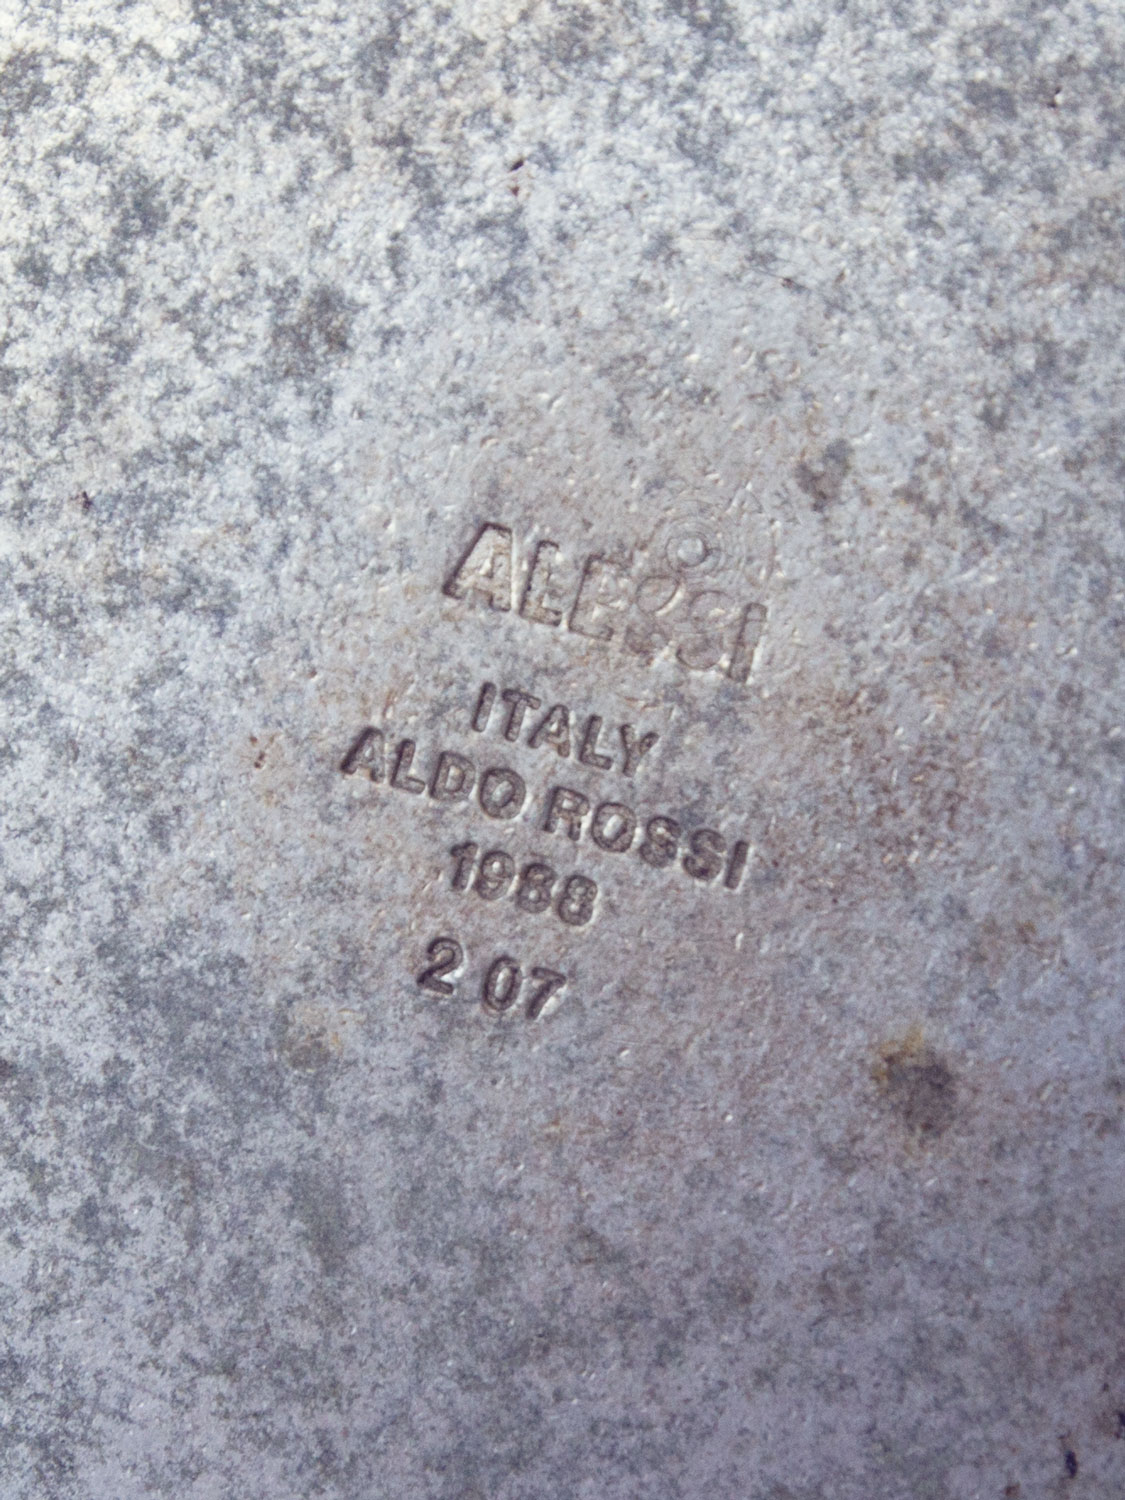 ALESSI
ITALY
ALDO ROSSI
1988
2 07